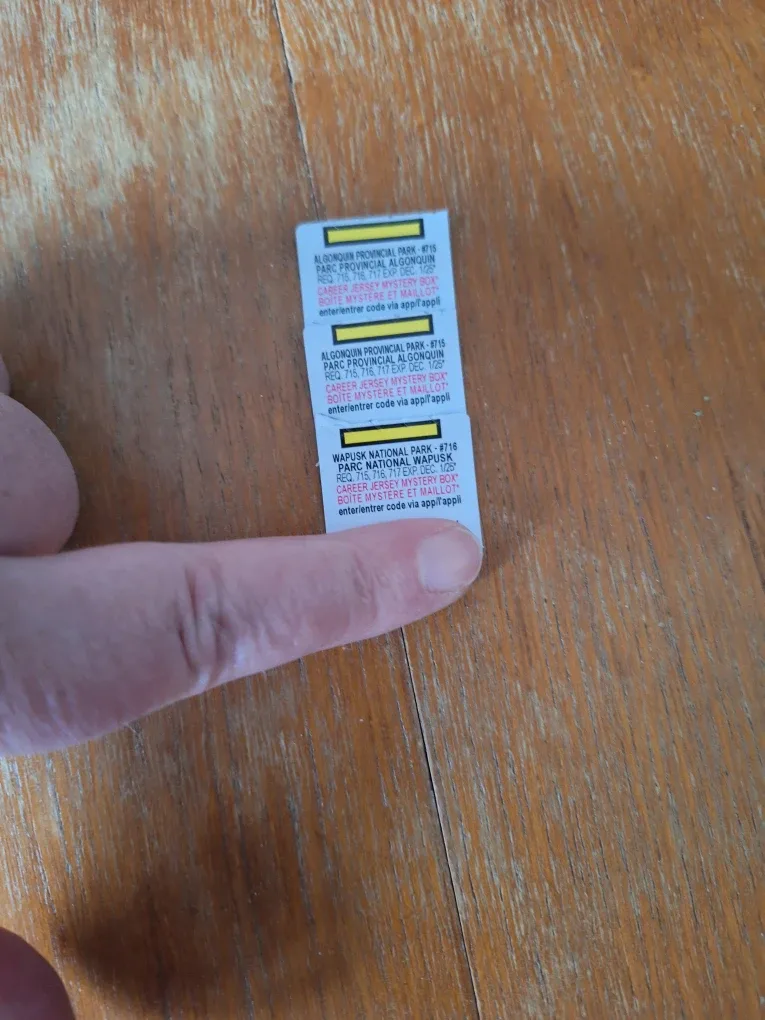 ALGONQUIN PROVINCIAL PARK - #715
PARC PROVINCIAL ALGONQUIN
REQ. 715, 716, 717 EXP. DEC. 1/25*
CAREER JERSEY MYSTERY BOX*
BOÎTE MYSTÈRE ET MAILLOT*
enter/entrer code via app/l'appli
ALGONQUIN PROVINCIAL PARK - #715
PARC PROVINCIAL ALGONQUIN
REQ. 715, 716, 717 EXP. DEC. 1/25*
CAREER JERSEY MYSTERY BOX*
BOÎTE MYSTÈRE ET MAILLOT*
enter/entrer code via app/l'appli
WAPUSK NATIONAL PARK - #716
PARC NATIONAL WAPUSK
REQ. 715, 716, 717 EXP. DEC. 1/25*
CAREER JERSEY MYSTERY BOX*
BOÎTE MYSTÈRE ET MAILLOT*
enter/entrer code via app/l'appli